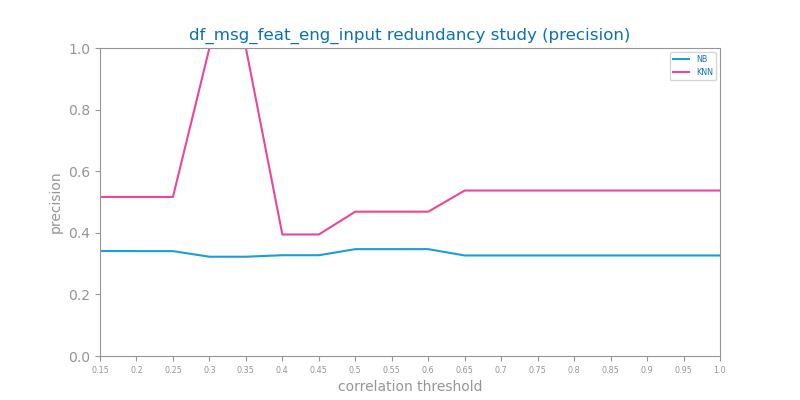 df_msg_feat_eng_input redundancy study (precision)
NB
KNN
precision
1.0
0.8
0.6
0.4
0.2
0.0
0.15 0.2 0.25 0.3 0.35 0.4 0.45 0.5 0.55 0.6 0.65 0.7 0.75 0.8 0.85 0.9 0.95 1.0
correlation threshold